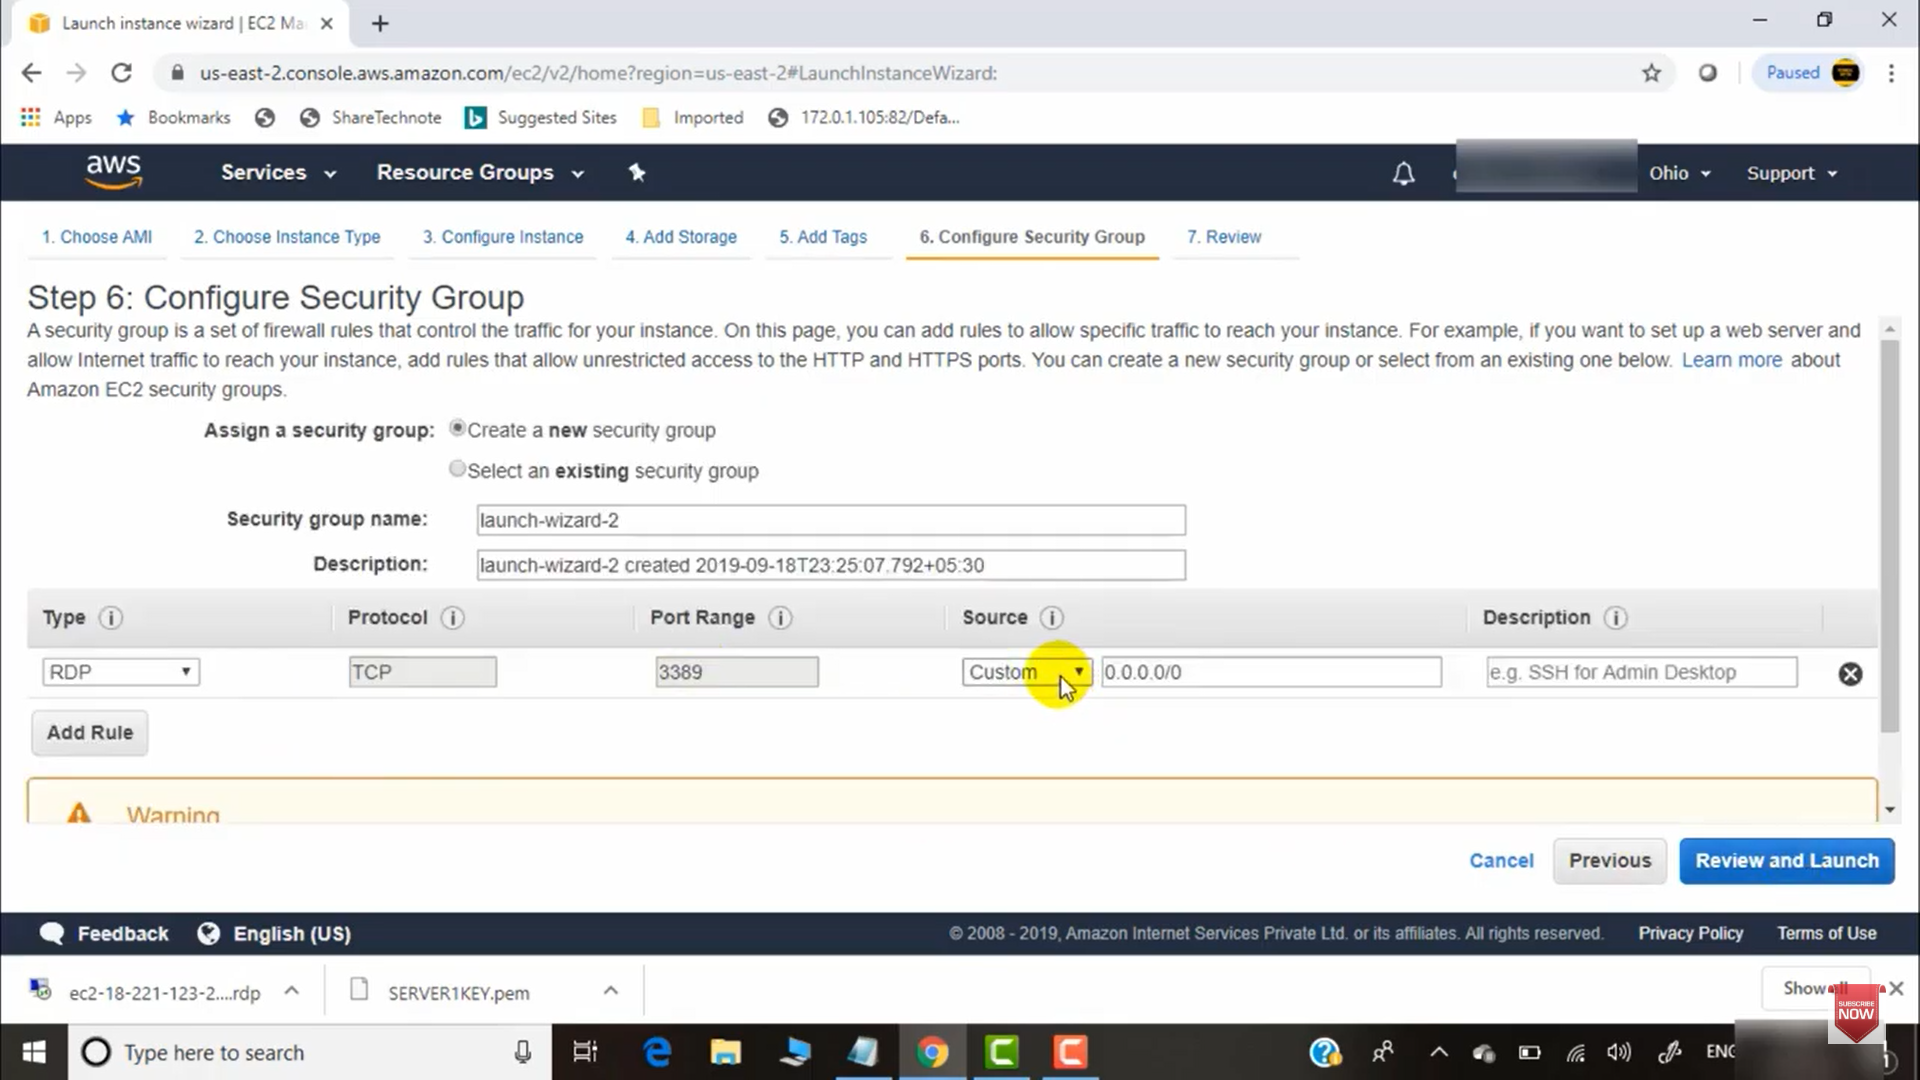 Launch instance wizard | EC2 Ma
us-east-2.console.aws.amazon.com/ec2/v2/home?region=us-east-2#LaunchInstanceWizard:
Paused
Apps
Bookmarks
ShareTechnote
Suggested Sites
Imported
172.0.1.105:82/Defa...
aws
Services
Resource Groups
Ohio
Support
1. Choose AMI
2. Choose Instance Type
3. Configure Instance
4. Add Storage
5. Add Tags
6. Configure Security Group
7. Review
Step 6: Configure Security Group
A security group is a set of firewall rules that control the traffic for your instance. On this page, you can add rules to allow specific traffic to reach your instance. For example, if you want to set up a web server and
allow Internet traffic to reach your instance, add rules that allow unrestricted access to the HTTP and HTTPS ports. You can create a new security group or select from an existing one below. Learn more about
Amazon EC2 security groups.
Assign a security group: Create a new security group
Select an existing security group
Security group name: launch-wizard-2
Description: launch-wizard-2 created 2019-09-18T23:25:07.792+05:30
Type Protocol Port Range Source Description
RDP TCP 3389 Custom 0.0.0.0/0 e.g. SSH for Admin Desktop
Add Rule
Warning
Cancel Previous Review and Launch
Feedback English (US) © 2008 - 2019, Amazon Internet Services Private Ltd. or its affiliates. All rights reserved. Privacy Policy Terms of Use
ec2-18-221-123-2....rdp
SERVER1KEY.pem
Show all
SUBSCRIBE
NOW
Type here to search
ENG